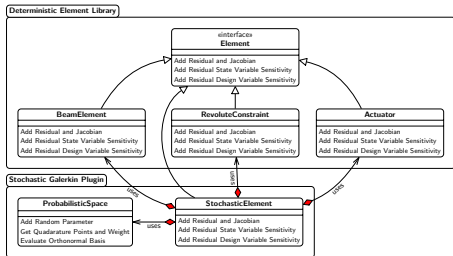 Deterministic Element Library
«interface»
Element
Add Residual and Jacobian
Add Residual State Variable Sensitivity
Add Residual Design Variable Sensitivity
BeamElement
Add Residual and Jacobian
Add Residual State Variable Sensitivity
Add Residual Design Variable Sensitivity
RevoluteConstraint
Add Residual and Jacobian
Add Residual State Variable Sensitivity
Add Residual Design Variable Sensitivity
Actuator
Add Residual and Jacobian
Add Residual State Variable Sensitivity
Add Residual Design Variable Sensitivity
uses
uses
uses
Stochastic Galerkin Plugin
ProbabilisticSpace
Add Random Parameter
Get Quadarature Points and Weight
Evaluate Orthonormal Basis
uses
StochasticElement
Add Residual and Jacobian
Add Residual State Variable Sensitivity
Add Residual Design Variable Sensitivity